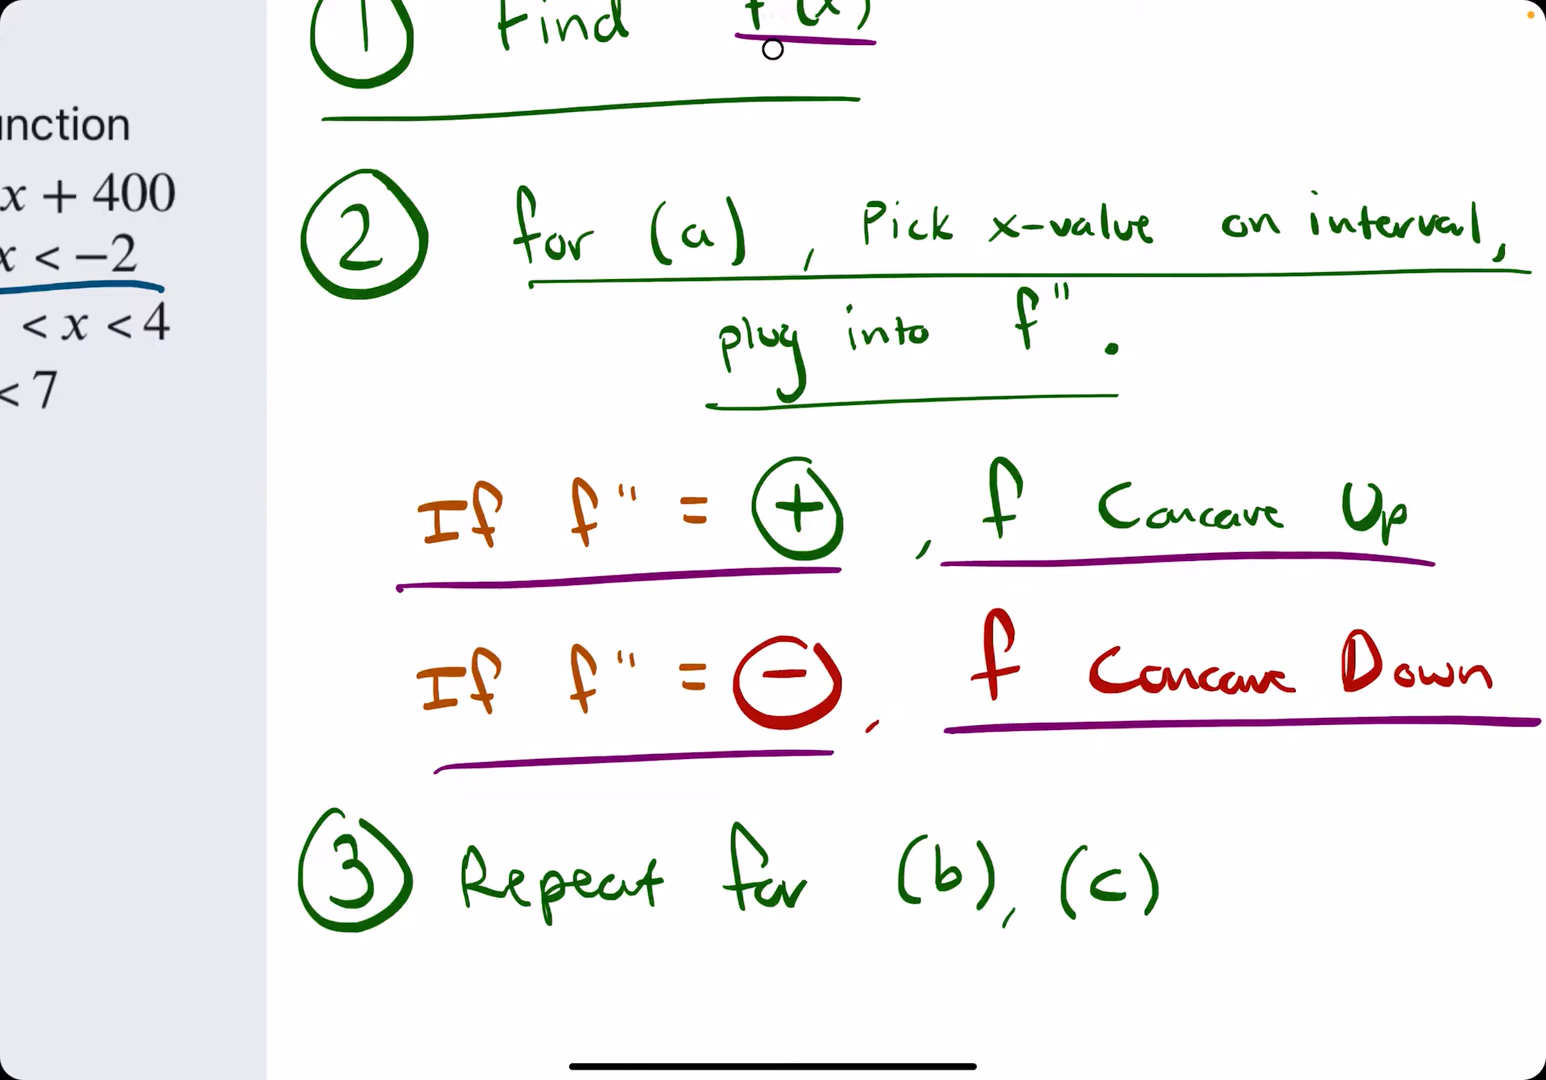 ① Find f (x)
② for (a), Pick x-value on interval,
plug into f".
If f" = +, f Concave Up
If f" = −, f Concave Down
③ Repeat for (b), (c)
x + 400
x < −2
< x < 4
< 7